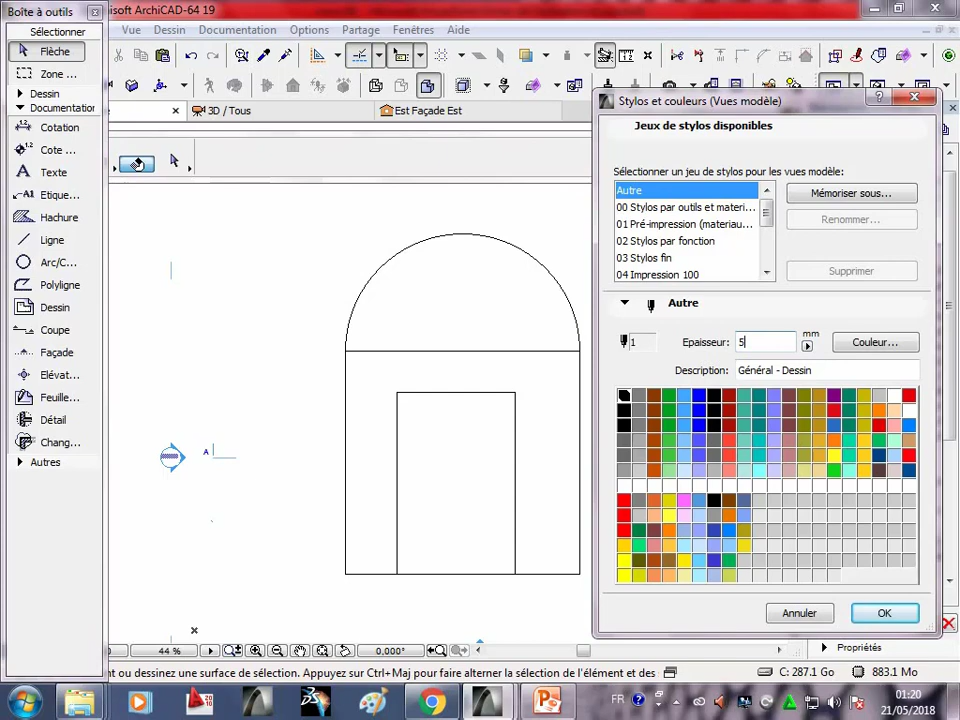 Boîte à outils
isoft ArchiCAD-64 19
Sélectionner
Vue
Dessin
Documentation
Options
Partage
Fenêtres
Aide
Flèche
Zone ...
Dessin
Documentation
Cotation
Cote ...
Texte
Etique...
Hachure
Ligne
Arc/C...
Polyligne
Dessin
Coupe
Façade
Elévat...
Feuille...
Détail
Chang...
Autres
3D / Tous
Est Façade Est
A
Stylos et couleurs (Vues modèle)
Jeux de stylos disponibles
Sélectionner un jeu de stylos pour les vues modèle:
Autre
00 Stylos par outils et materi...
01 Pré-impression (materiau...
02 Stylos par fonction
03 Stylos fin
04 Impression 100
Mémoriser sous...
Renommer...
Supprimer
Autre
1
Epaisseur:
5
mm
Couleur...
Description:
Général - Dessin
Annuler
OK
44 %
0.000°
Propriétés
ent ou dessinez une surface de sélection. Appuyez sur Ctrl+Maj pour faire alterner la sélection de l'élément et des
C: 287.1 Go
883.1 Mo
FR
01:20
21/05/2018